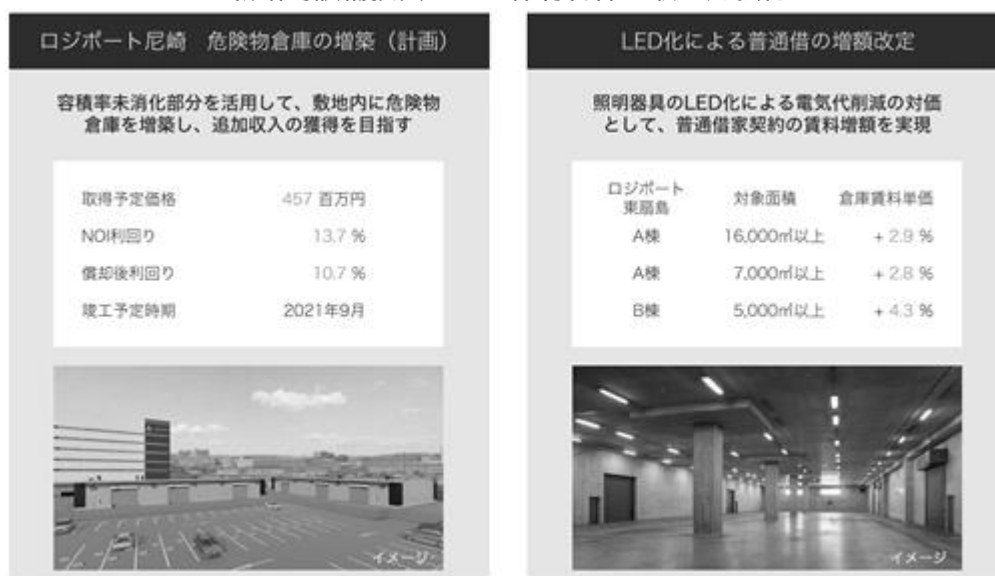 ロジポート尼崎 危険物倉庫の増築（計画）
容積率未消化部分を活用して、敷地内に危険物
倉庫を増築し、追加収入の獲得を目指す
取得予定価格 457 百万円
NOI利回り 13.7 %
償却後利回り 10.7 %
竣工予定時期 2021年9月
イメージ
LED化による普通借の増額改定
照明器具のLED化による電気代削減の対価
として、普通借家契約の賃料増額を実現
ロジポート
東扇島 対象面積 倉庫賃料単価
A棟 16,000㎡以上 + 2.9 %
A棟 7,000㎡以上 + 2.8 %
B棟 5,000㎡以上 + 4.3 %
イメージ